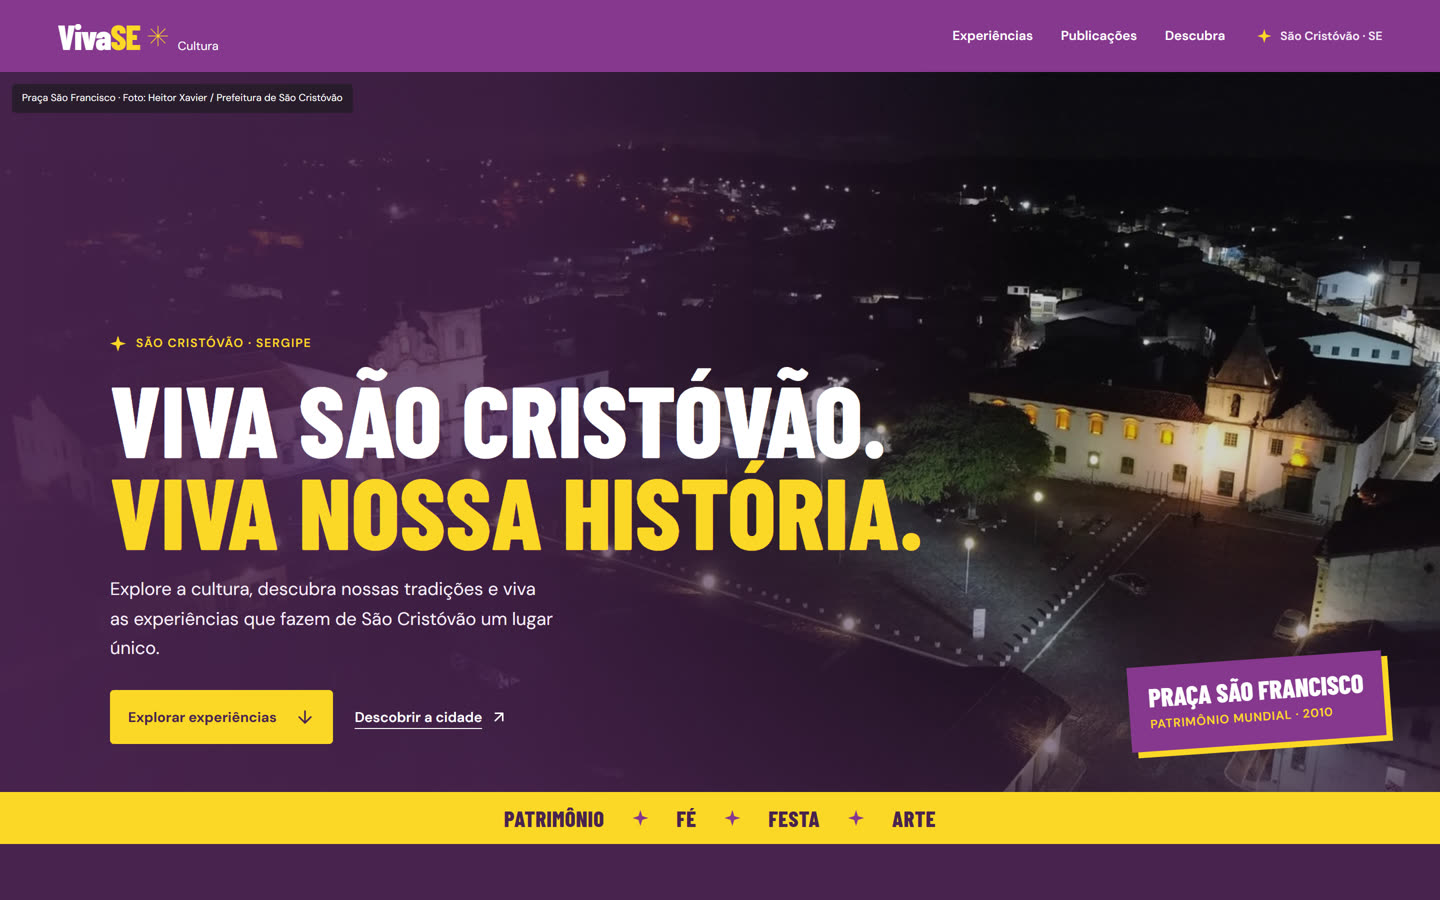 VivaSE Cultura
Experiências Publicações Descubra São Cristóvão · SE
Praça São Francisco · Foto: Heitor Xavier / Prefeitura de São Cristóvão
SÃO CRISTÓVÃO · SERGIPE
VIVA SÃO CRISTÓVÃO.
VIVA NOSSA HISTÓRIA.
Explore a cultura, descubra nossas tradições e viva
as experiências que fazem de São Cristóvão um lugar
único.
Explorar experiências
Descobrir a cidade
PRAÇA SÃO FRANCISCO
PATRIMÔNIO MUNDIAL · 2010
PATRIMÔNIO FÉ FESTA ARTE